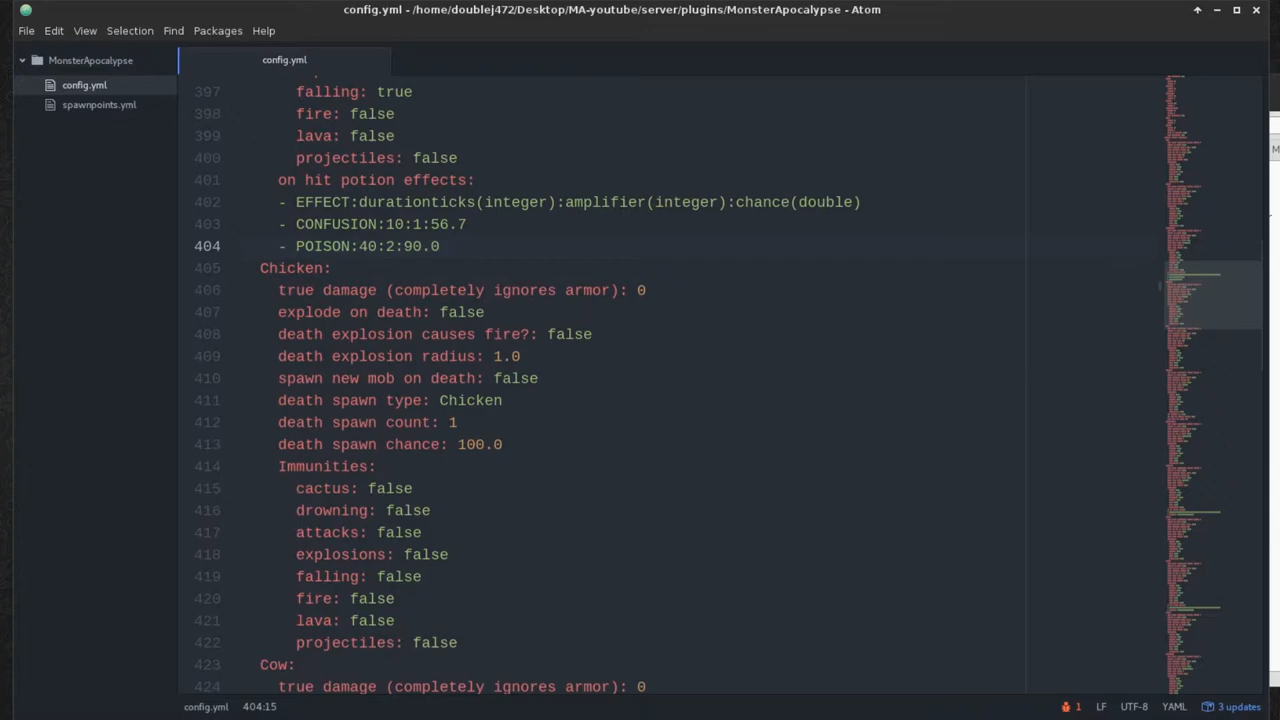 config.yml - /home/doublej472/Desktop/MA-youtube/server/plugins/MonsterApocalypse - Atom
File Edit View Selection Find Packages Help
MonsterApocalypse
config.yml
spawnpoints.yml
config.yml
397 falling: true
398 fire: false
399 lava: false
400 projectiles: false
401 on hit potion effects:
402 - EFFECT:durationticks(integer):amplifier(integer):chance(double)
403 - CONFUSION:10:1:56.7
404 - POISON:40:2:90.0
405 Chicken:
406 true damage (completely ignores armor): 0
407 explode on death: false
408 death explosion causes fire?: false
409 death explosion radius: 1.0
410 spawn new mob on death: false
411 death spawn type: Chicken
412 death spawn count: 1
413 death spawn chance: 100.0
414 Immunities:
415 cactus: false
416 drowning: false
417 attacks: false
418 explosions: false
419 falling: false
420 fire: false
421 lava: false
422 projectiles: false
423 Cow:
424 true damage (completely ignores armor): 0
config.yml 404:15 1 LF UTF-8 YAML 3 updates